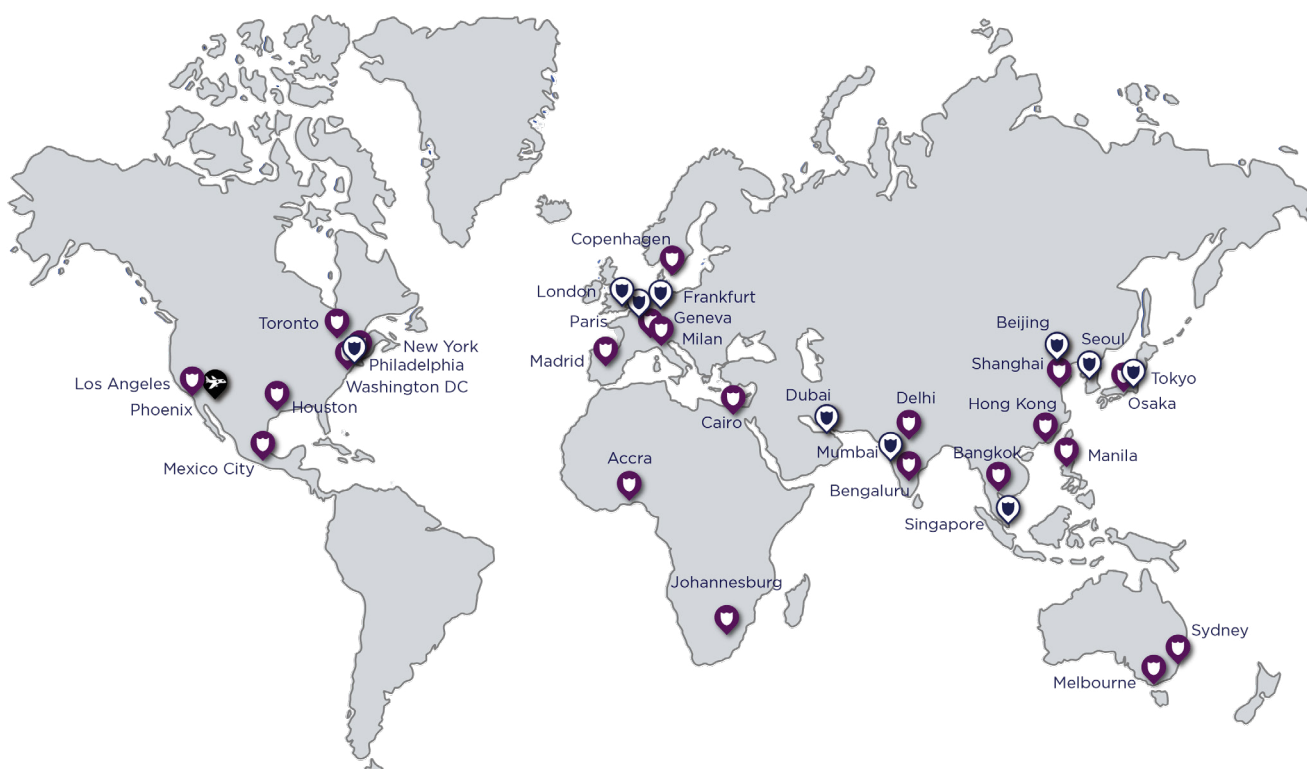 Copenhagen
London
Frankfurt
Paris
Geneva
Milan
Madrid
Toronto
New York
Philadelphia
Washington DC
Los Angeles
Phoenix
Houston
Mexico City
Beijing
Seoul
Shanghai
Tokyo
Osaka
Hong Kong
Dubai
Delhi
Cairo
Mumbai
Bangkok
Manila
Accra
Bengaluru
Singapore
Johannesburg
Sydney
Melbourne